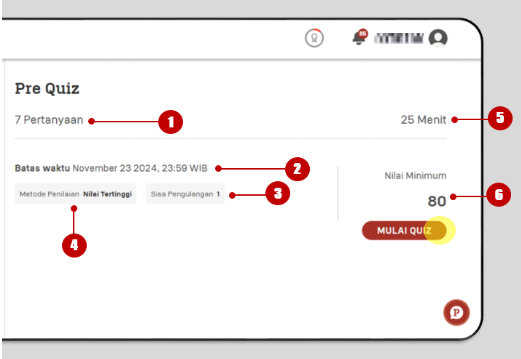 Pre Quiz
7 Pertanyaan
1
25 Menit
5
Batas waktu November 23 2024, 23:59 WIB
2
Metode Penilaian Nilai Tertinggi
Sisa Pengulangan 1
3
4
Nilai Minimum
80
6
MULAI QUIZ
P